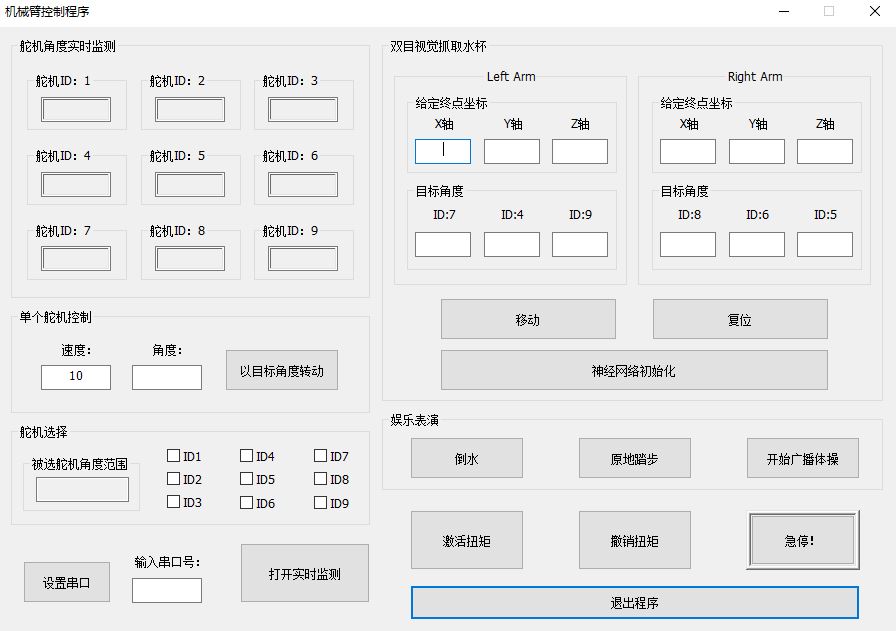 机械臂控制程序
舵机角度实时监测
舵机ID: 1
舵机ID: 2
舵机ID: 3
舵机ID: 4
舵机ID: 5
舵机ID: 6
舵机ID: 7
舵机ID: 8
舵机ID: 9
单个舵机控制
速度:
角度:
10
以目标角度转动
舵机选择
被选舵机角度范围
ID1
ID4
ID7
ID2
ID5
ID8
ID3
ID6
ID9
设置串口
输入串口号:
打开实时监测
双目视觉抓取水杯
Left Arm
给定终点坐标
X轴
Y轴
Z轴
目标角度
ID:7
ID:4
ID:9
Right Arm
给定终点坐标
X轴
Y轴
Z轴
目标角度
ID:8
ID:6
ID:5
移动
复位
神经网络初始化
娱乐表演
倒水
原地踏步
开始广播体操
激活扭矩
撤销扭矩
急停!
退出程序